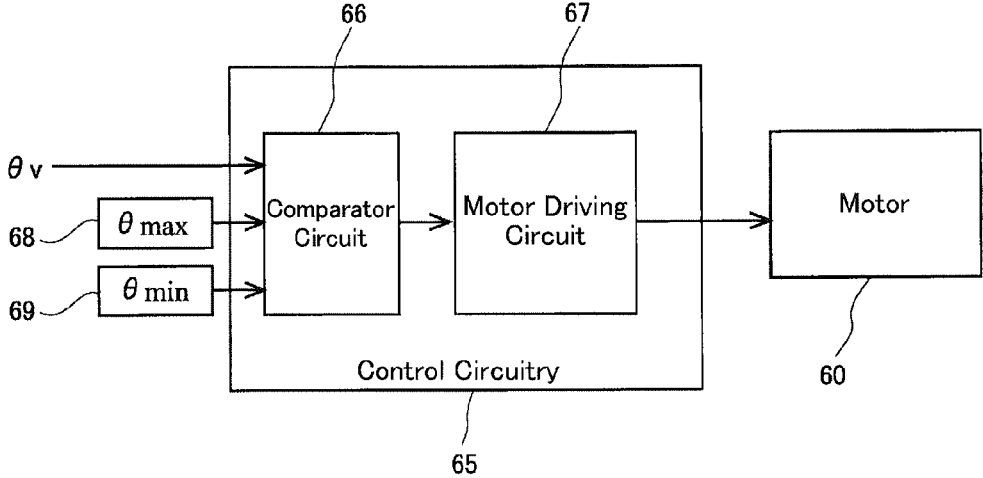 66
67
θv
68
θmax
69
θmin
Comparator
Circuit
Motor Driving
Circuit
Motor
Control Circuitry
65
60